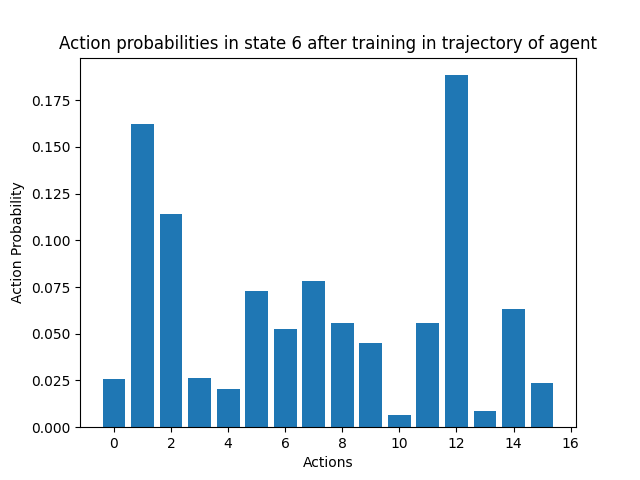 Action probabilities in state 6 after training in trajectory of agent
0.175
0.150
0.125
0.100
0.075
0.050
0.025
0.000
Action Probability
0 2 4 6 8 10 12 14 16
Actions